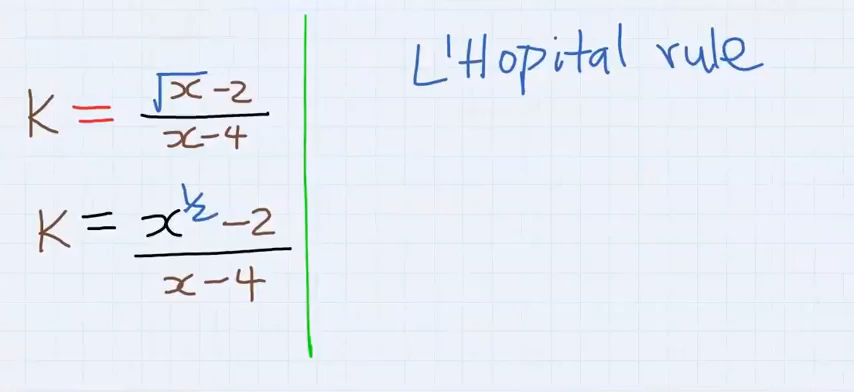 K = √x - 2 / x - 4
K = x^1/2 - 2 / x - 4
L'Hopital rule